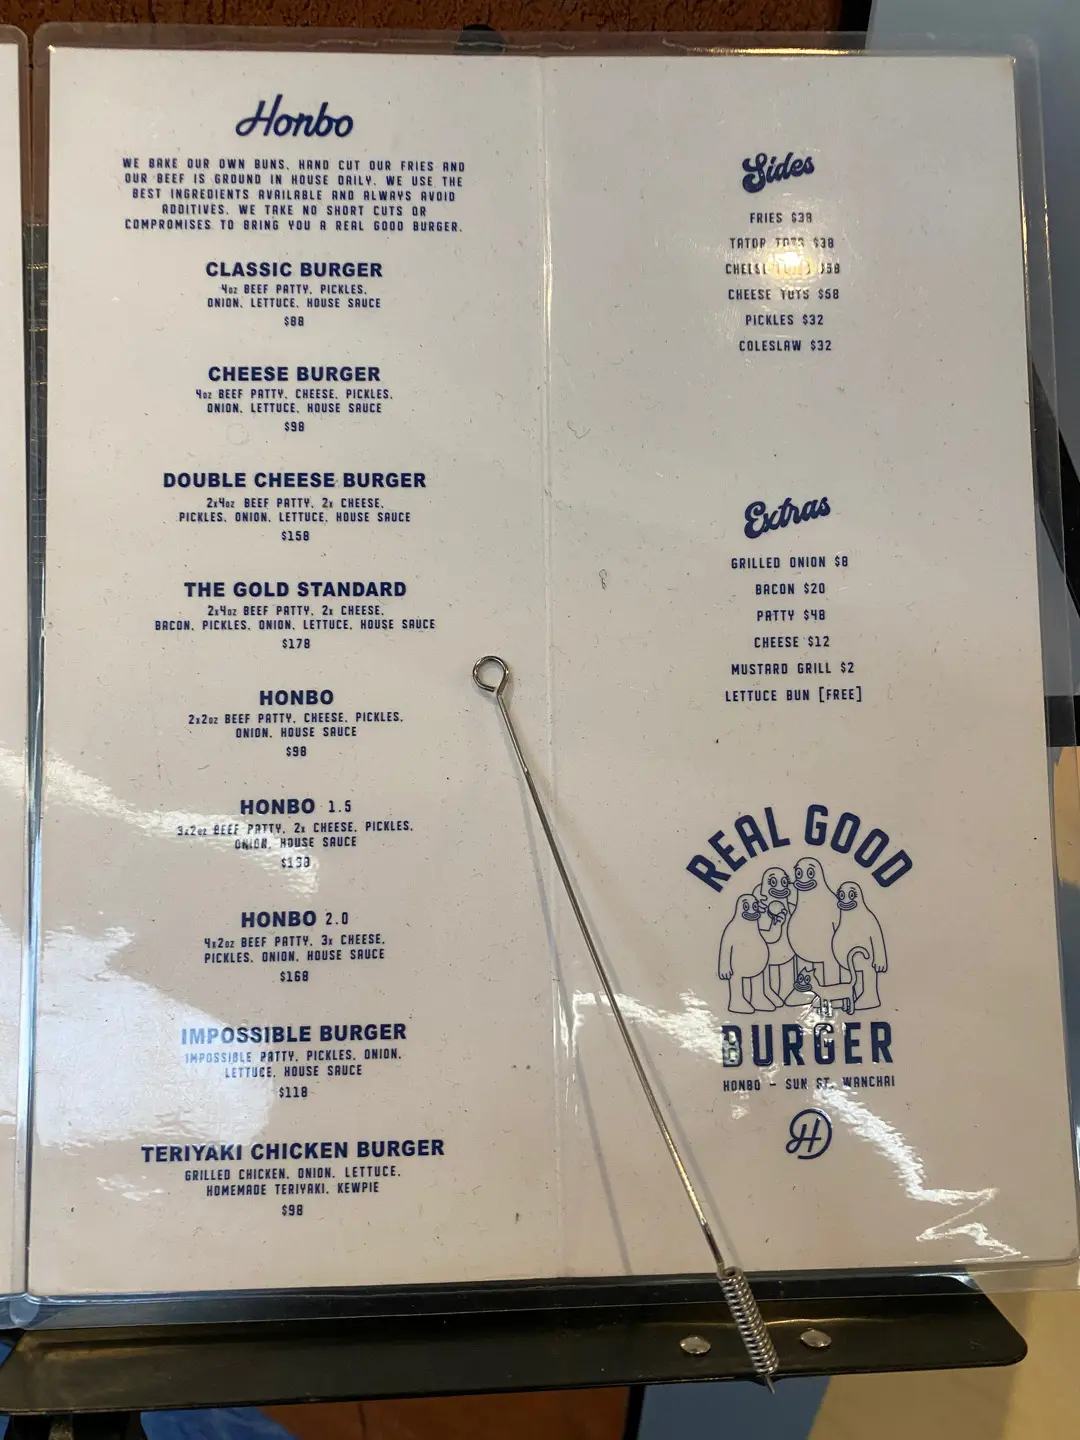 Honbo
WE BAKE OUR OWN BUNS. HAND CUT OUR FRIES AND
OUR BEEF IS GROUND IN HOUSE DAILY. WE USE THE
BEST INGREDIENTS AVAILABLE AND ALWAYS AVOID
ADDITIVES. WE TAKE NO SHORT CUTS OR
COMPROMISES TO BRING YOU A REAL GOOD BURGER.
CLASSIC BURGER
4oz BEEF PATTY, PICKLES,
ONION, LETTUCE, HOUSE SAUCE
$88
CHEESE BURGER
4oz BEEF PATTY, CHEESE, PICKLES,
ONION, LETTUCE, HOUSE SAUCE
$98
DOUBLE CHEESE BURGER
2x4oz BEEF PATTY, 2x CHEESE,
PICKLES, ONION, LETTUCE, HOUSE SAUCE
$158
THE GOLD STANDARD
2x4oz BEEF PATTY, 2x CHEESE,
BACON, PICKLES, ONION, LETTUCE, HOUSE SAUCE
$178
HONBO
2x2oz BEEF PATTY, CHEESE, PICKLES,
ONION, HOUSE SAUCE
$98
HONBO 1.5
3x2oz BEEF PATTY, 2x CHEESE, PICKLES,
ONION, HOUSE SAUCE
HONBO 2.0
4x2oz BEEF PATTY, 3x CHEESE,
PICKLES, ONION, HOUSE SAUCE
$168
IMPOSSIBLE BURGER
IMPOSSIBLE PATTY, PICKLES, ONION,
LETTUCE, HOUSE SAUCE
$118
TERIYAKI CHICKEN BURGER
GRILLED CHICKEN, ONION, LETTUCE,
HOMEMADE TERIYAKI, KEWPIE
$98
Sides
FRIES $38
TATOR TOTS $38
CHEESE $58
CHEESE TOTS $58
PICKLES $32
COLESLAW $32
Extras
GRILLED ONION $8
BACON $20
PATTY $48
CHEESE $12
MUSTARD GRILL $2
LETTUCE BUN [FREE]
REAL GOOD
BURGER
HONBO - SUN ST. WANCHAI
H